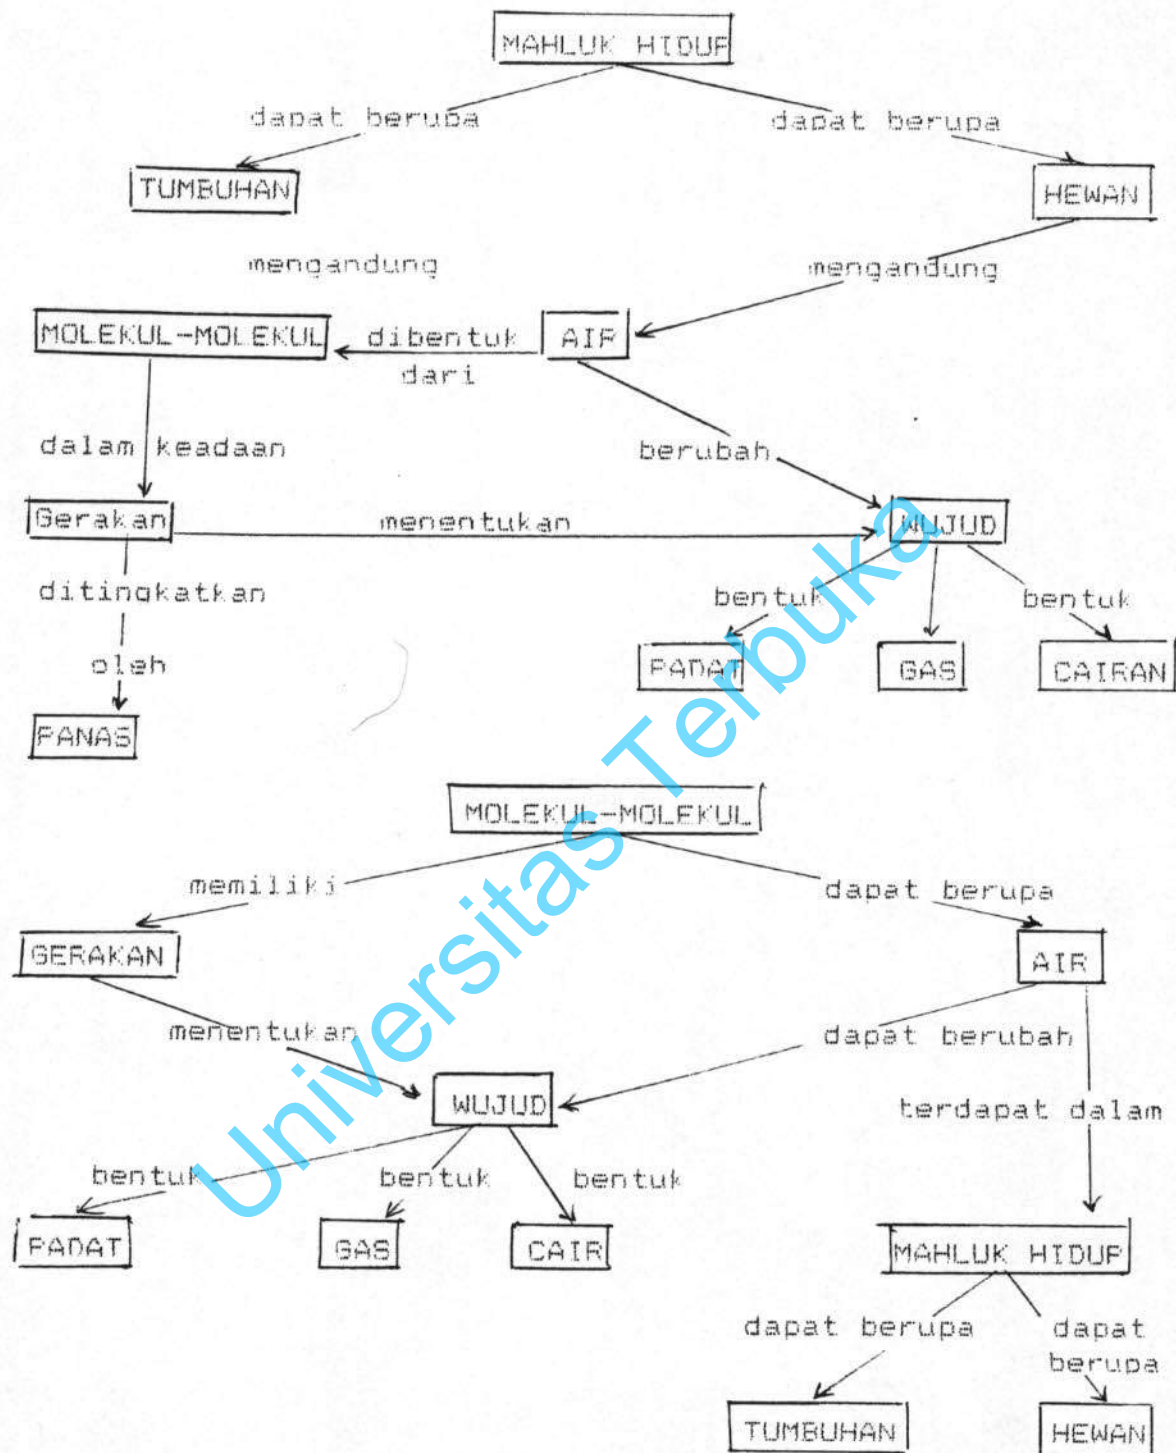 MAHLUK HIDUP
dapat berupa dapat berupa
TUMBUHAN HEWAN
mengandung mengandung
MOLEKUL-MOLEKUL dibentuk AIR
dari
dalam keadaan berubah
Gerakan menentukan WUJUD
ditingkatkan bentuk bentuk
oleh PADAT GAS CAIRAN
PANAS
MOLEKUL-MOLEKUL
memiliki dapat berupa
GERAKAN AIR
menentukan dapat berubah
WUJUD terdapat dalam
bentuk bentuk bentuk
PADAT GAS CAIR MAHLUK HIDUP
dapat berupa dapat
berupa
TUMBUHAN HEWAN
Universitas Terbuka